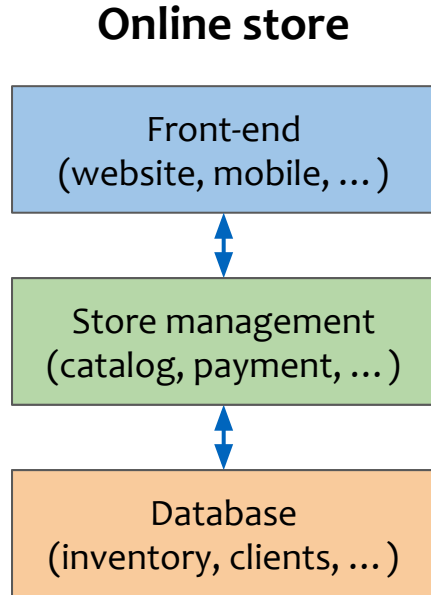 Online store
Front-end
(website, mobile, ...)
Store management
(catalog, payment, ...)
Database
(inventory, clients, ...)